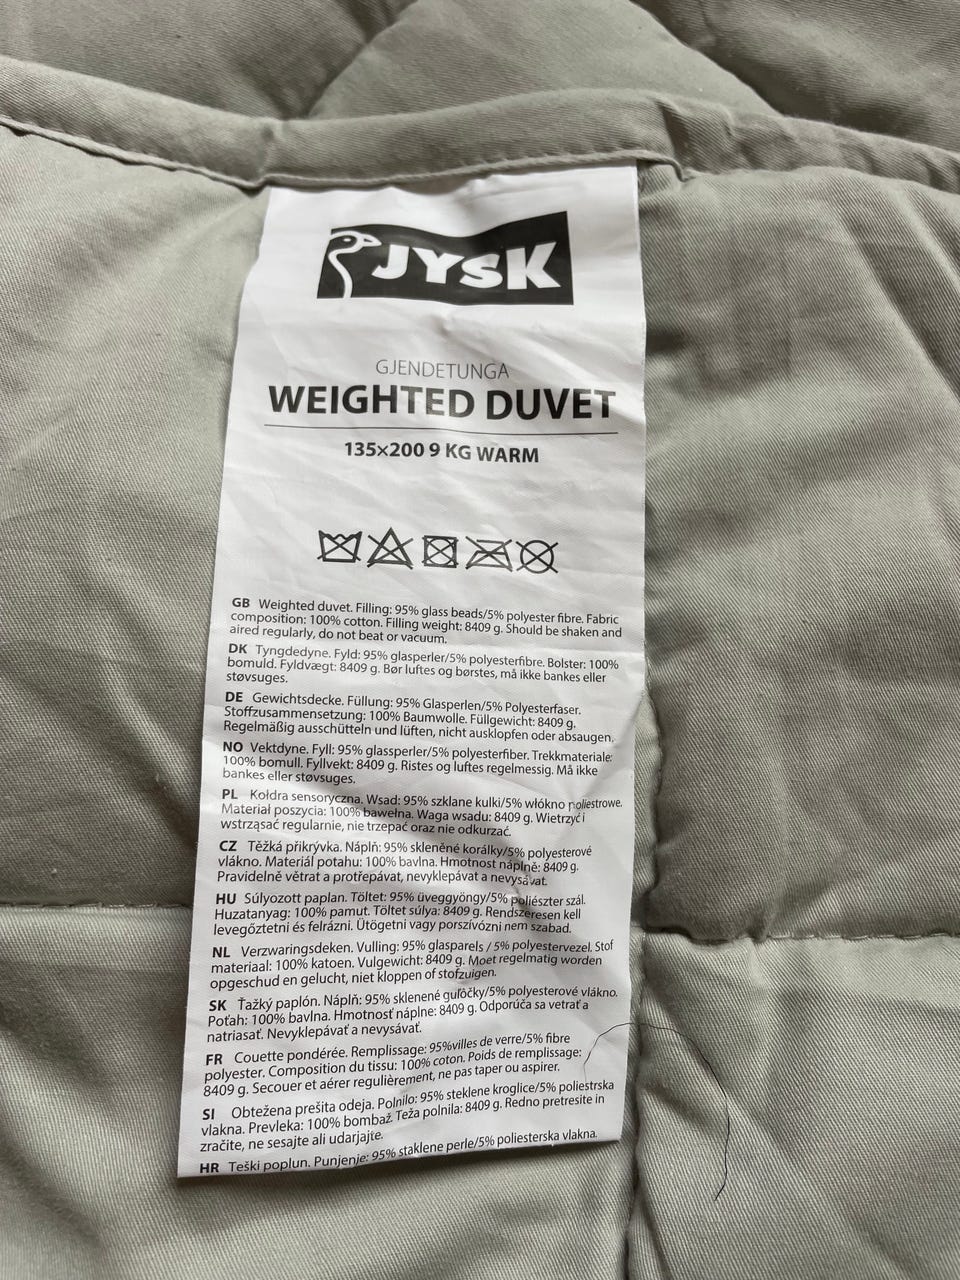 JYSK
GJENDETUNGA
WEIGHTED DUVET
135×200 9 KG WARM
GB Weighted duvet. Filling: 95% glass beads/5% polyester fibre. Fabric
composition: 100% cotton. Filling weight: 8409 g. Should be shaken and
aired regularly, do not beat or vacuum.
DK Tyngdedyne. Fyld: 95% glasperler/5% polyesterfibre. Bolster: 100%
bomuld. Fyldvægt: 8409 g. Bør luftes og børstes, må ikke bankes eller
støvsuges.
DE Gewichtsdecke. Füllung: 95% Glasperlen/5% Polyesterfaser.
Stoffzusammensetzung: 100% Baumwolle. Füllgewicht: 8409 g.
Regelmäßig ausschütteln und lüften, nicht ausklopfen oder absaugen.
NO Vektdyne. Fyll: 95% glassperler/5% polyesterfiber. Trekkmateriale:
100% bomull. Fyllvekt: 8409 g. Ristes og luftes regelmessig. Må ikke
bankes eller støvsuges.
PL Kołdra sensoryczna. Wsad: 95% szklane kulki/5% włókno poliestrowe.
Materiał poszycia: 100% bawełna. Waga wsadu: 8409 g. Wietrzyć i
wstrząsać regularnie, nie trzepać oraz nie odkurzać.
CZ Těžká přikrývka. Náplň: 95% skleněné korálky/5% polyesterové
vlákno. Materiál potahu: 100% bavlna. Hmotnost náplně: 8409 g.
Pravidelně větrat a protřepávat, nevyklepávat a nevysávat.
HU Súlyozott paplan. Töltet: 95% üveggyöngy/5% poliészter szál.
Huzatanyag: 100% pamut. Töltet súlya: 8409 g. Rendszeresen kell
levegőztetni és felrázni. Ütögetni vagy porszívózni nem szabad.
NL Verzwaringsdeken. Vulling: 95% glasparels / 5% polyestervezel. Stof
materiaal: 100% katoen. Vulgewicht: 8409 g. Moet regelmatig worden
opgeschud en gelucht, niet kloppen of stofzuigen.
SK Ťažký paplón. Náplň: 95% sklenené guľôčky/5% polyesterové vlákno.
Poťah: 100% bavlna. Hmotnosť náplne: 8409 g. Odporúča sa vetrať a
natriasať. Nevyklepávať a nevysávať.
FR Couette pondérée. Remplissage: 95%villes de verre/5% fibre
polyester. Composition du tissu: 100% coton. Poids de remplissage:
8409 g. Secouer et aérer regulièrement, ne pas taper ou aspirer.
SI Obtežena prešita odeja. Polnilo: 95% steklene kroglice/5% poliestrska
vlakna. Prevleka: 100% bombaž. Teža polnila: 8409 g. Redno pretresite in
zračite, ne sesajte ali udarjajte.
HR Teški poplun. Punjenje: 95% staklene perle/5% poliesterska vlakna.